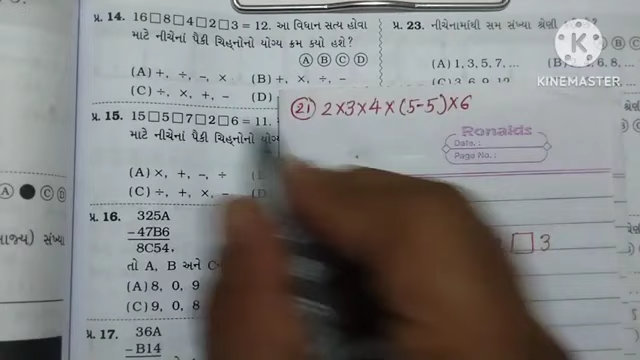 પ્ર. 14. 16□8□4□2□3 = 12. આ વિધાન સત્ય હોવા
માટે નીચેનાં પૈકી ચિહ્નોનો યોગ્ય ક્રમ કયો હશે?
Ⓐ Ⓑ Ⓒ Ⓓ
(A) +, ÷, −, × (B) +, ×, ÷, −
(C) ÷, ×, +, − (D)
પ્ર. 15. 15□5□7□2□6 = 11.
માટે નીચેનાં પૈકી ચિહ્નોનો યોગ્ય
(A) ×, +, −, ÷
(C) ÷, +, ×, −
Ⓐ ● Ⓒ Ⓓ
સંખ્યા
પ્ર. 16. 325A
− 47B6
8C54,
તો A, B અને C
(A) 8, 0, 9
(C) 9, 0, 8
પ્ર. 17. 36A
− B14
પ્ર. 23. નીચેનામાંથી સમ સંખ્યા શ્રેણી
(A) 1, 3, 5, 7, ...
6, 8, ...
(C) 3, 6, 9, 12
KINEMASTER
(21) 2×3×4×(5-5)×6
Ronalds
Date.:
Page No.:
□ 3